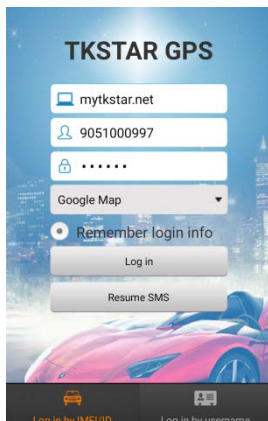 TKSTAR GPS
mytkstar.net
9051000997
••••••
Google Map
Remember login info
Log in
Resume SMS
Log in by IMEI/ID Log in by username